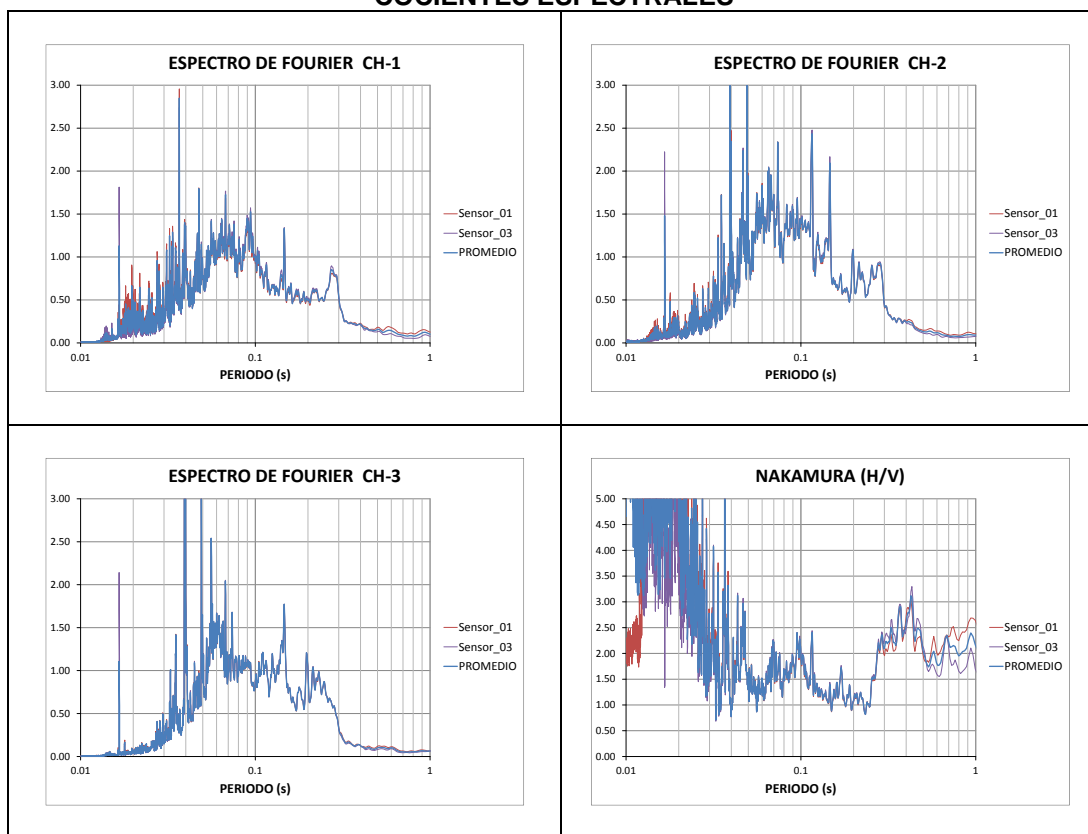 COCIENTES ESPECTRALES
ESPECTRO DE FOURIER CH-1
3.00
2.50
2.00
1.50
1.00
0.50
0.00
0.01
0.1
1
PERIODO (s)
Sensor_01
Sensor_03
PROMEDIO
ESPECTRO DE FOURIER CH-2
3.00
2.50
2.00
1.50
1.00
0.50
0.00
0.01
0.1
1
PERIODO (s)
Sensor_01
Sensor_03
PROMEDIO
ESPECTRO DE FOURIER CH-3
3.00
2.50
2.00
1.50
1.00
0.50
0.00
0.01
0.1
1
PERIODO (s)
Sensor_01
Sensor_03
PROMEDIO
NAKAMURA (H/V)
5.00
4.50
4.00
3.50
3.00
2.50
2.00
1.50
1.00
0.50
0.00
0.01
0.1
1
PERIODO (s)
Sensor_01
Sensor_03
PROMEDIO